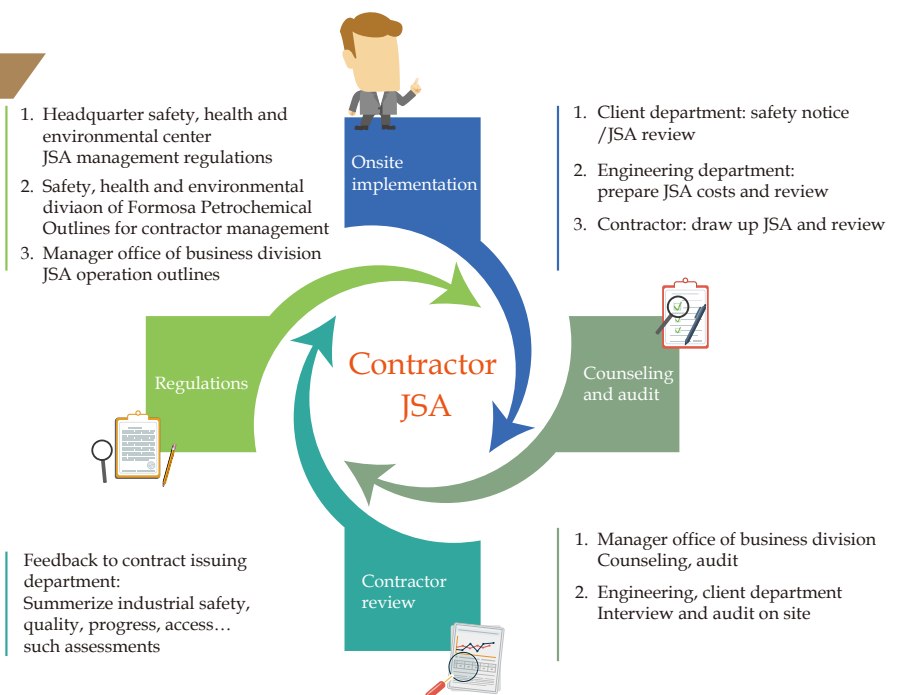 1. Headquarter safety, health and
environmental center
JSA management regulations
2. Safety, health and environmental
diviaon of Formosa Petrochemical
Outlines for contractor management
3. Manager office of business division
JSA operation outlines
Onsite
implementation
1. Client department: safety notice
/JSA review
2. Engineering department:
prepare JSA costs and review
3. Contractor: draw up JSA and review
Regulations
Contractor
JSA
Counseling
and audit
Feedback to contract issuing
department:
Summerize industrial safety,
quality, progress, access…
such assessments
Contractor
review
1. Manager office of business division
Counseling, audit
2. Engineering, client department
Interview and audit on site